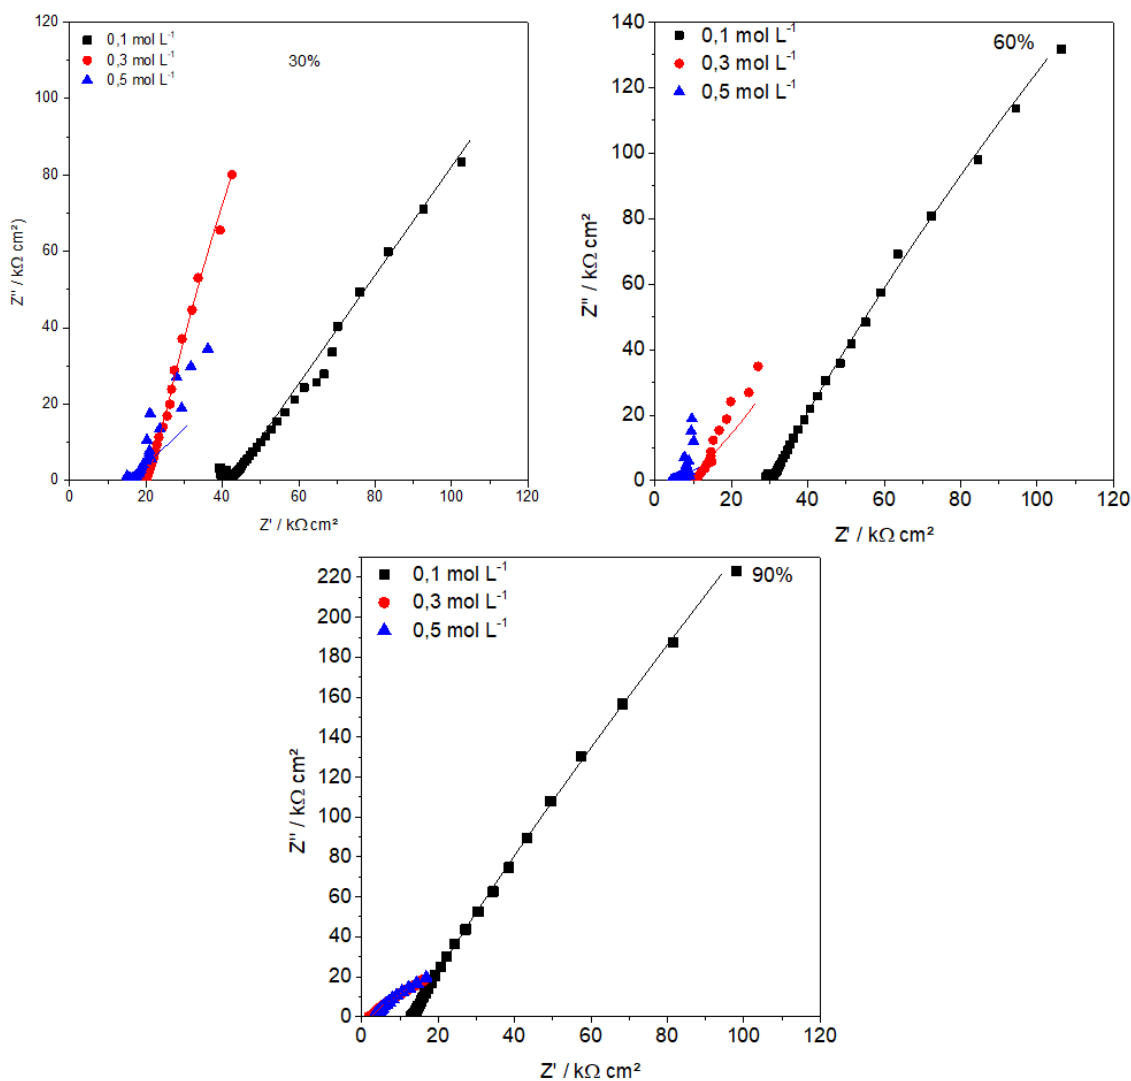 120
100
80
60
40
20
0
Z'' / kΩ cm²)
0,1 mol L⁻¹
0,3 mol L⁻¹
0,5 mol L⁻¹
30%
0 20 40 60 80 100 120
Z' / kΩ cm²
140
120
100
80
60
40
20
0
Z'' / kΩ cm²
0,1 mol L⁻¹
0,3 mol L⁻¹
0,5 mol L⁻¹
60%
0 20 40 60 80 100 120
Z' / kΩ cm²
220
200
180
160
140
120
100
80
60
40
20
0
Z'' / kΩ cm²
0,1 mol L⁻¹
0,3 mol L⁻¹
0,5 mol L⁻¹
90%
0 20 40 60 80 100 120
Z' / kΩ cm²